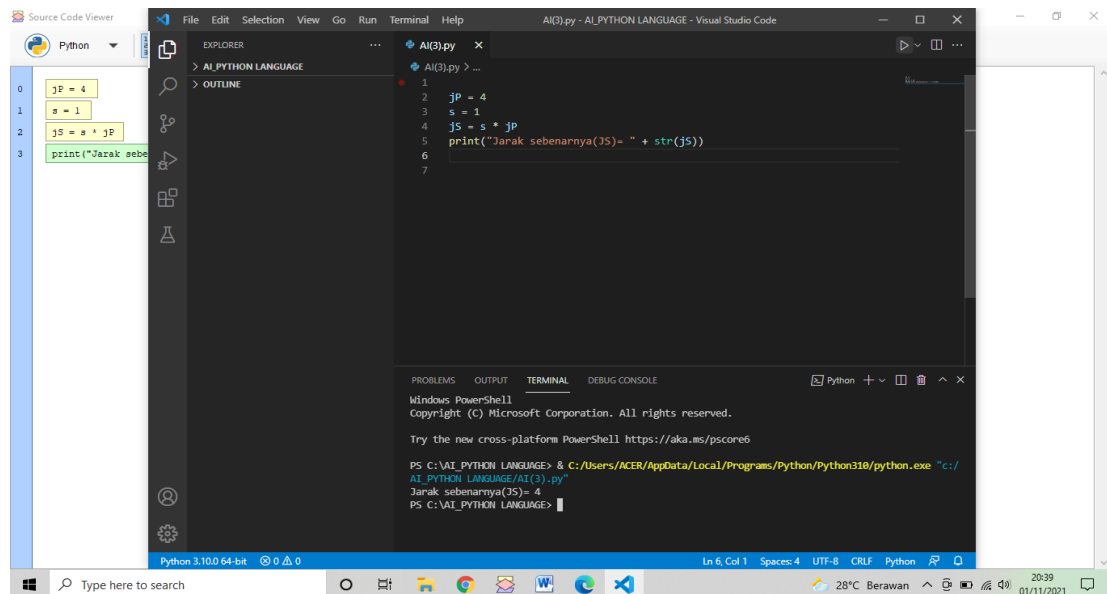 Source Code Viewer
Python
0 jP = 4
1 s = 1
2 jS = s * jP
3 print("Jarak sebe
File Edit Selection View Go Run Terminal Help AI(3).py - AI_PYTHON LANGUAGE - Visual Studio Code
EXPLORER ...
> AI_PYTHON LANGUAGE
> OUTLINE
AI(3).py
AI(3).py > ...
1
2 jP = 4
3 s = 1
4 jS = s * jP
5 print("Jarak sebenarnya(JS)= " + str(jS))
6
7
PROBLEMS OUTPUT TERMINAL DEBUG CONSOLE Python
Windows PowerShell
Copyright (C) Microsoft Corporation. All rights reserved.
Try the new cross-platform PowerShell https://aka.ms/pscore6
PS C:\AI_PYTHON LANGUAGE> & C:/Users/ACER/AppData/Local/Programs/Python/Python310/python.exe "c:/
AI_PYTHON LANGUAGE/AI(3).py"
Jarak sebenarnya(JS)= 4
PS C:\AI_PYTHON LANGUAGE>
Python 3.10.0 64-bit 0 0 Ln 6, Col 1 Spaces: 4 UTF-8 CRLF Python
Type here to search 28°C Berawan 20:39
01/11/2021